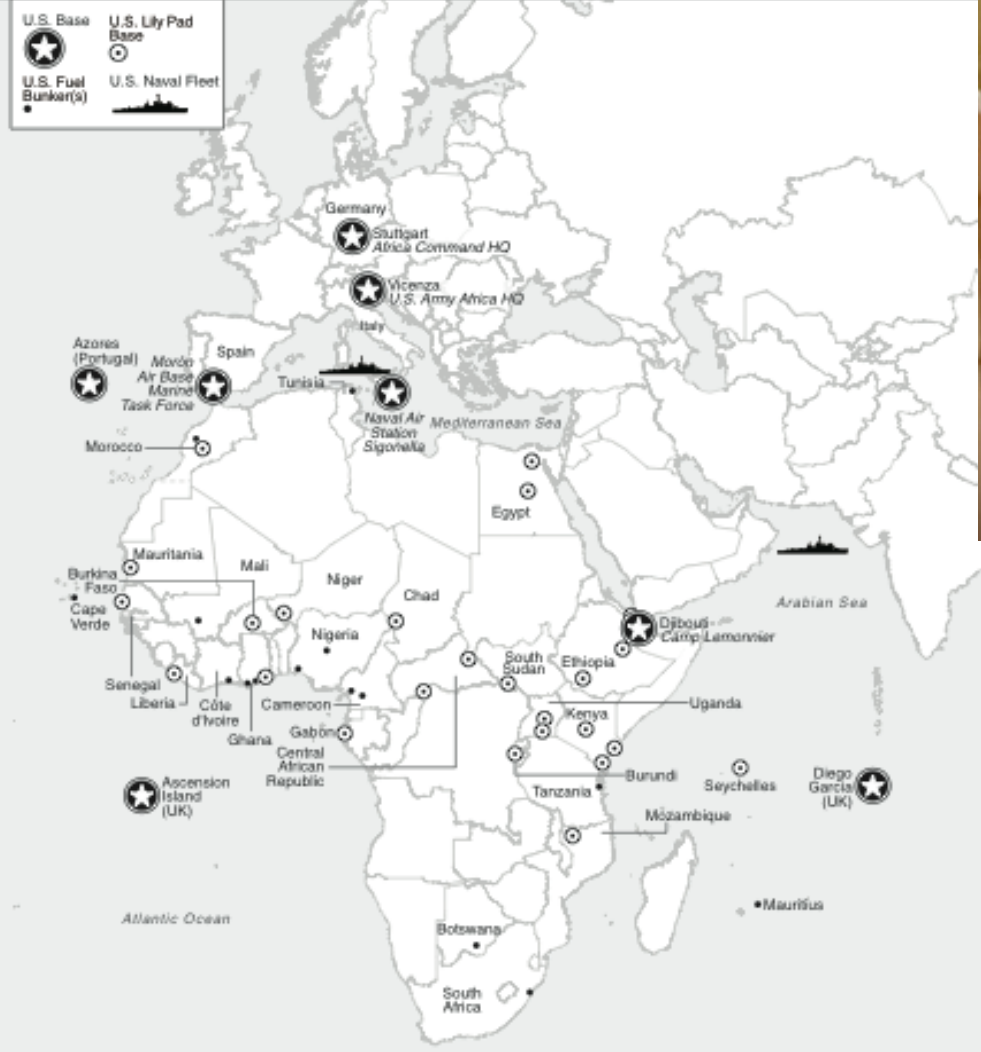 U.S. Base
U.S. Lily Pad
Base
U.S. Fuel
Bunker(s)
U.S. Naval Fleet
Germany
Stuttgart
Africa Command HQ
Vicenza
U.S. Army Africa HQ
Italy
Azores
(Portugal)
Spain
Morón
Air Base
Marine
Task Force
Tunisia
Naval Air
Station
Sigonella
Mediterranean Sea
Morocco
Egypt
Mauritania
Mali
Burkina
Faso
Niger
Chad
Cape
Verde
Arabian Sea
Djibouti
Camp Lemonnier
Nigeria
South
Sudan
Ethiopia
Senegal
Liberia
Côte
d'Ivoire
Ghana
Cameroon
Gabon
Central
African
Republic
Uganda
Kenya
Burundi
Seychelles
Diego
Garcia
(UK)
Ascension
Island
(UK)
Tanzania
Mozambique
Mauritius
Atlantic Ocean
Botswana
South
Africa